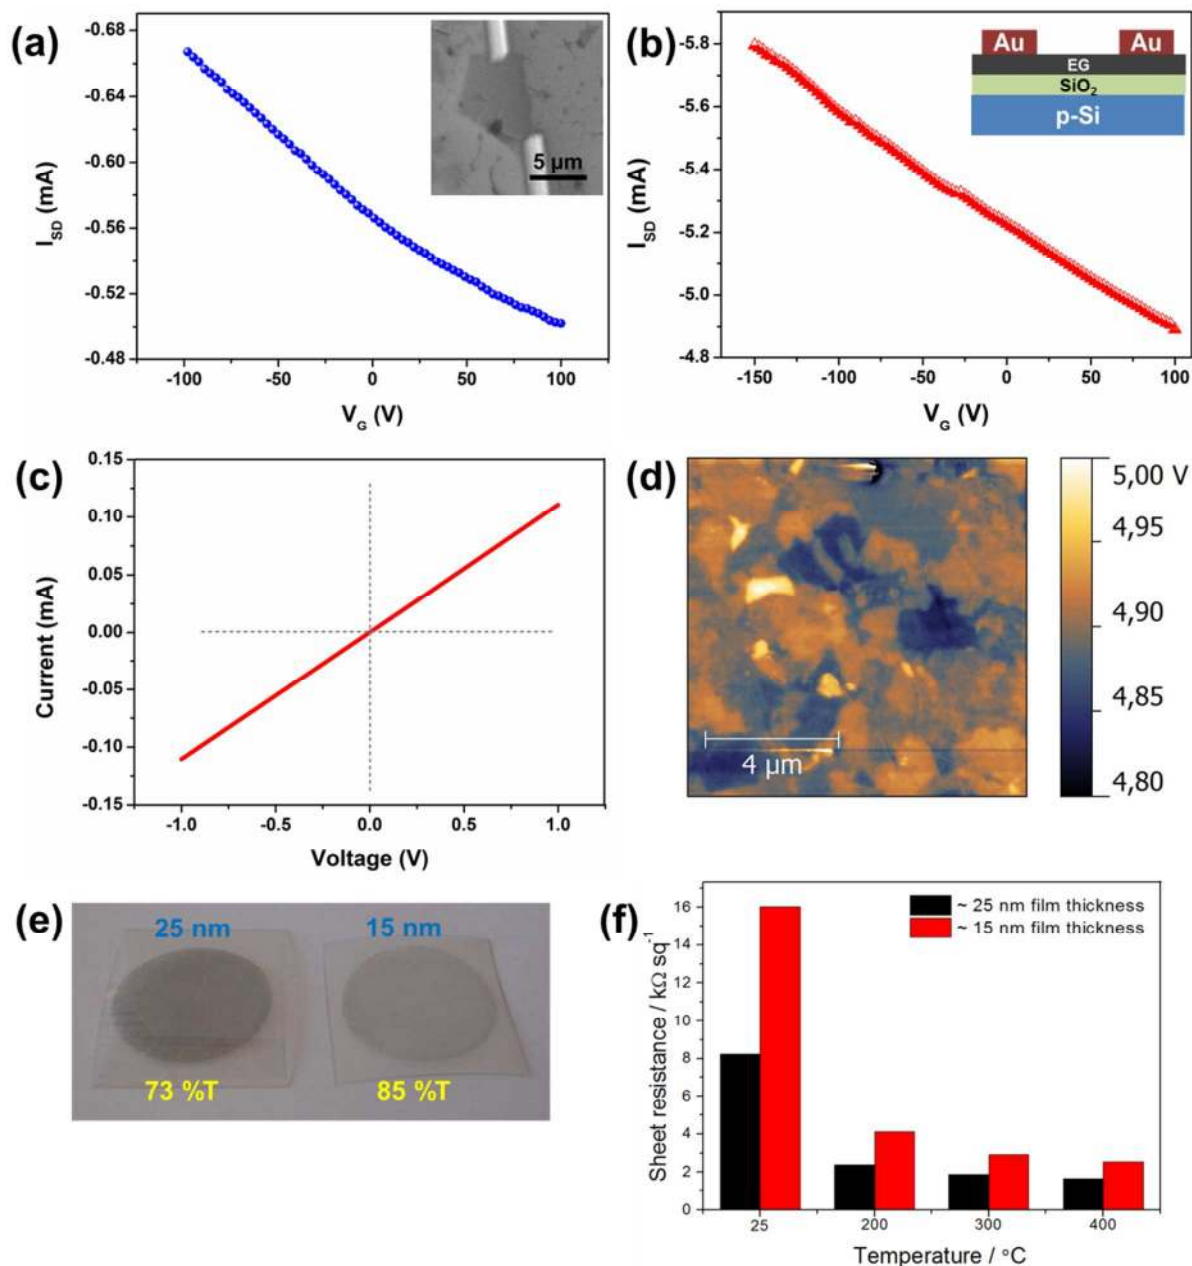 (a)
-0.68
-0.64
-0.60
-0.56
-0.52
-0.48
I_SD (mA)
-100
-50
0
50
100
V_G (V)
5 µm
(b)
-5.8
-5.6
-5.4
-5.2
-5.0
-4.8
I_SD (mA)
-150
-100
-50
0
50
100
V_G (V)
Au
Au
EG
SiO₂
p-Si
(c)
0.15
0.10
0.05
0.00
-0.05
-0.10
-0.15
Current (mA)
-1.0
-0.5
0.0
0.5
1.0
Voltage (V)
(d)
4 µm
5,00 V
4,95
4,90
4,85
4,80
(e)
25 nm
15 nm
73 %T
85 %T
(f)
16
14
12
10
8
6
4
2
0
Sheet resistance / kΩ sq⁻¹
~ 25 nm film thickness
~ 15 nm film thickness
25
200
300
400
Temperature / °C